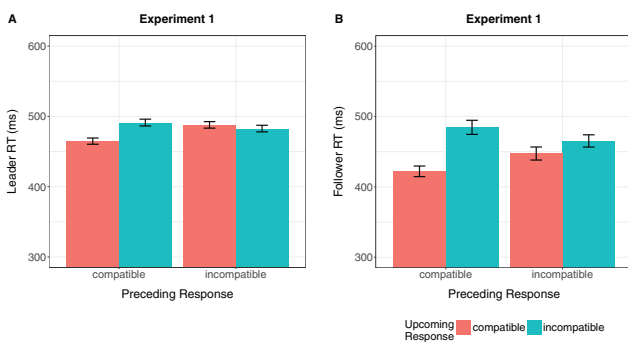 A
Experiment 1
Leader RT (ms)
600
500
400
300
compatible
incompatible
Preceding Response
B
Experiment 1
Follower RT (ms)
600
500
400
300
compatible
incompatible
Preceding Response
Upcoming
Response
compatible
incompatible